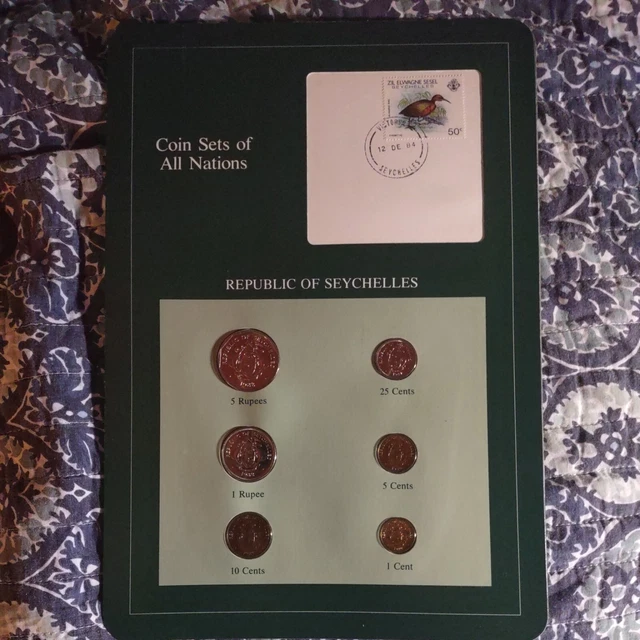 Coin Sets of
All Nations
ZIL ELWAGNE SESEL
SEYCHELLES
50c
VICTORIA
12 DE 84
SEYCHELLES
REPUBLIC OF SEYCHELLES
5 Rupees
25 Cents
1 Rupee
5 Cents
10 Cents
1 Cent